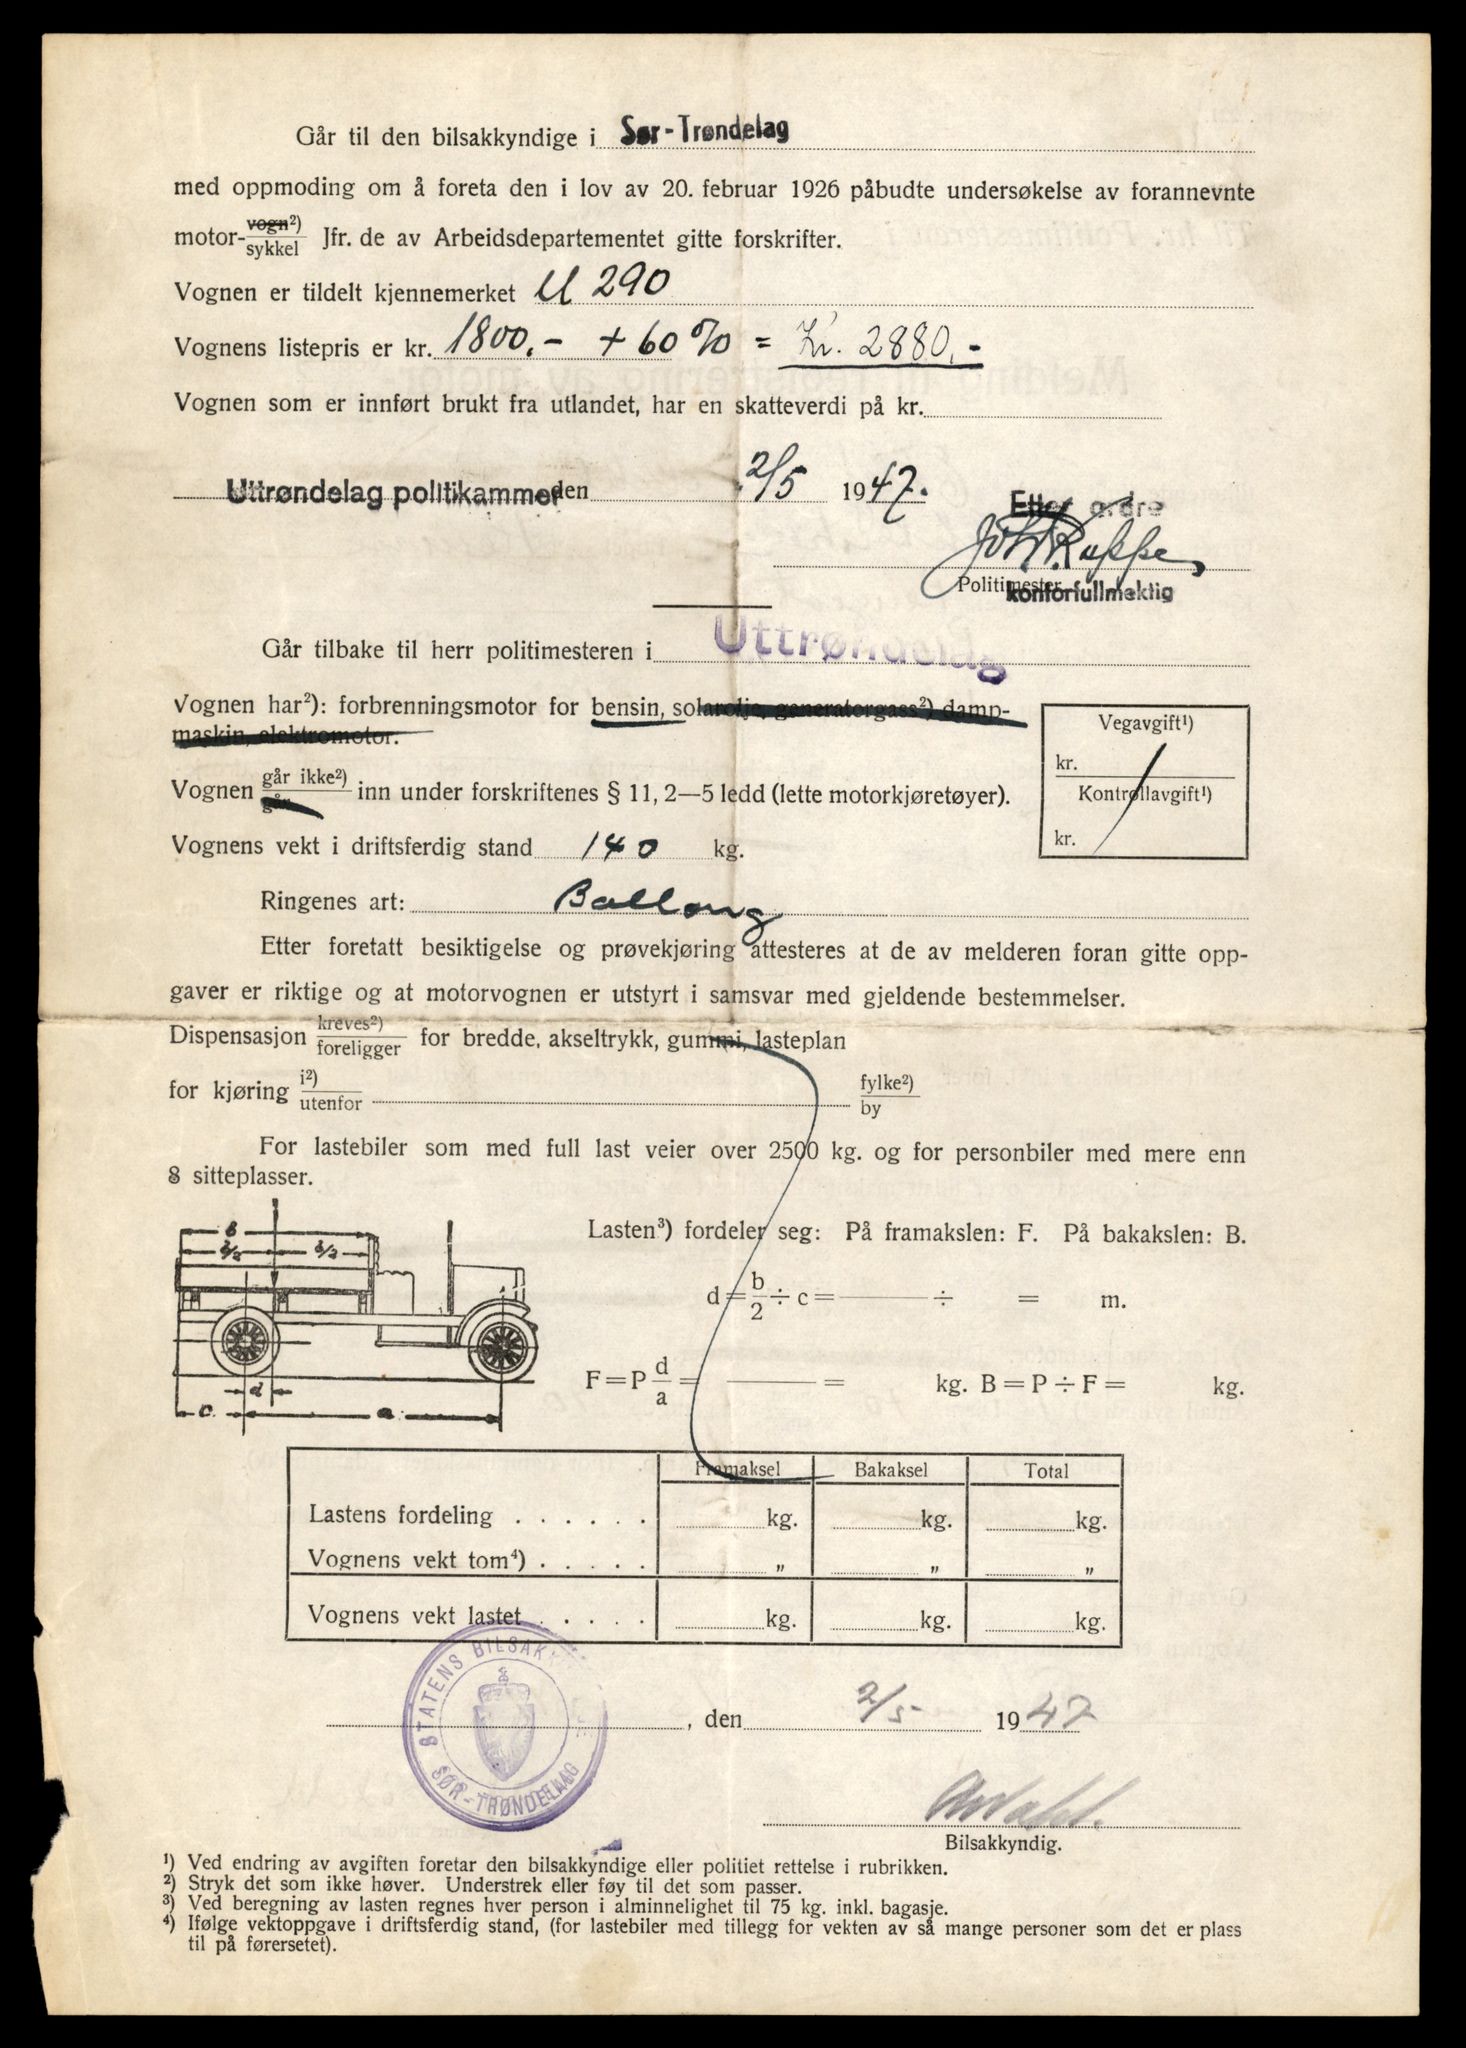 Går til den bilsakkyndige i Sør-Trøndelag
med oppmoding om å foreta den i lov av 20. februar 1926 påbudte undersøkelse av forannevnte
motor- vogn²) / sykkel Jfr. de av Arbeidsdepartementet gitte forskrifter.
Vognen er tildelt kjennemerket U 290
Vognens listepris er kr. 1800.- + 60% = Kr. 2880.-
Vognen som er innført brukt fra utlandet, har en skatteverdi på kr.
Uttrøndelag politikammer den 2/5 1947.
Etter ordre
Politimester
kontorfullmektig
Går tilbake til herr politimesteren i Uttrøndelag
Vognen har²): forbrenningsmotor for bensin, solarolje, generatorgass²) damp-
maskin, elektromotor.
Vegavgift¹)
kr.
Kontrollavgift¹)
kr.
Vognen går ikke²) / går inn under forskriftenes § 11, 2—5 ledd (lette motorkjøretøyer).
Vognens vekt i driftsferdig stand 140 kg.
Ringenes art: Ballong
Etter foretatt besiktigelse og prøvekjøring attesteres at de av melderen foran gitte opp-
gaver er riktige og at motorvognen er utstyrt i samsvar med gjeldende bestemmelser.
Dispensasjon kreves²) / foreligger for bredde, akseltrykk, gummi, lasteplan
for kjøring i²) / utenfor fylke²) / by
For lastebiler som med full last veier over 2500 kg. og for personbiler med mere enn
8 sitteplasser.
b
b/2 b/2
d
c a
Lasten³) fordeler seg: På framakslen: F. På bakakslen: B.
d = b/2 ÷ c = ——— ÷ = m.
F = P d/a = ——— = kg. B = P ÷ F = kg.
Framaksel Bakaksel Total
Lastens fordeling . . . . . . kg. kg. kg.
Vognens vekt tom⁴) . . . . . „ „ „
Vognens vekt lastet . . . . kg. kg. kg.
STATENS BILSAKKYNDIGE
SØR-TRØNDELAG
, den 2/5 1947
Bilsakkyndig.
¹) Ved endring av avgiften foretar den bilsakkyndige eller politiet rettelse i rubrikken.
²) Stryk det som ikke høver. Understrek eller føy til det som passer.
³) Ved beregning av lasten regnes hver person i alminnelighet til 75 kg. inkl. bagasje.
⁴) Ifølge vektoppgave i driftsferdig stand, (for lastebiler med tillegg for vekten av så mange personer som det er plass
til på førersetet).